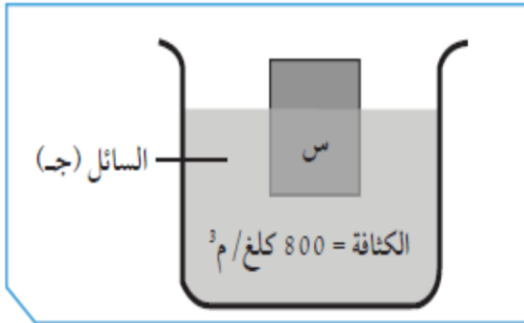 س
السائل (جـ)
الكثافة = 800 كلغ/م³